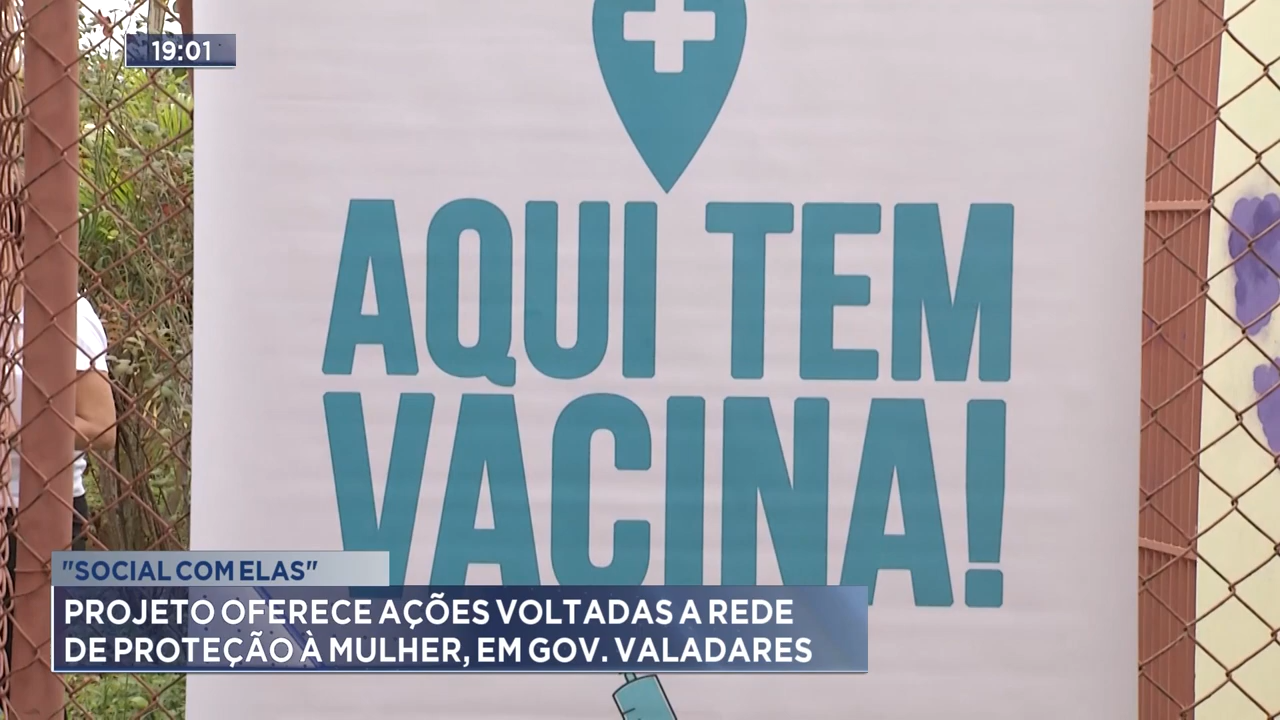 19:01
AQUI TEM
VACINA!
"SOCIAL COM ELAS"
PROJETO OFERECE AÇÕES VOLTADAS A REDE
DE PROTEÇÃO À MULHER, EM GOV. VALADARES